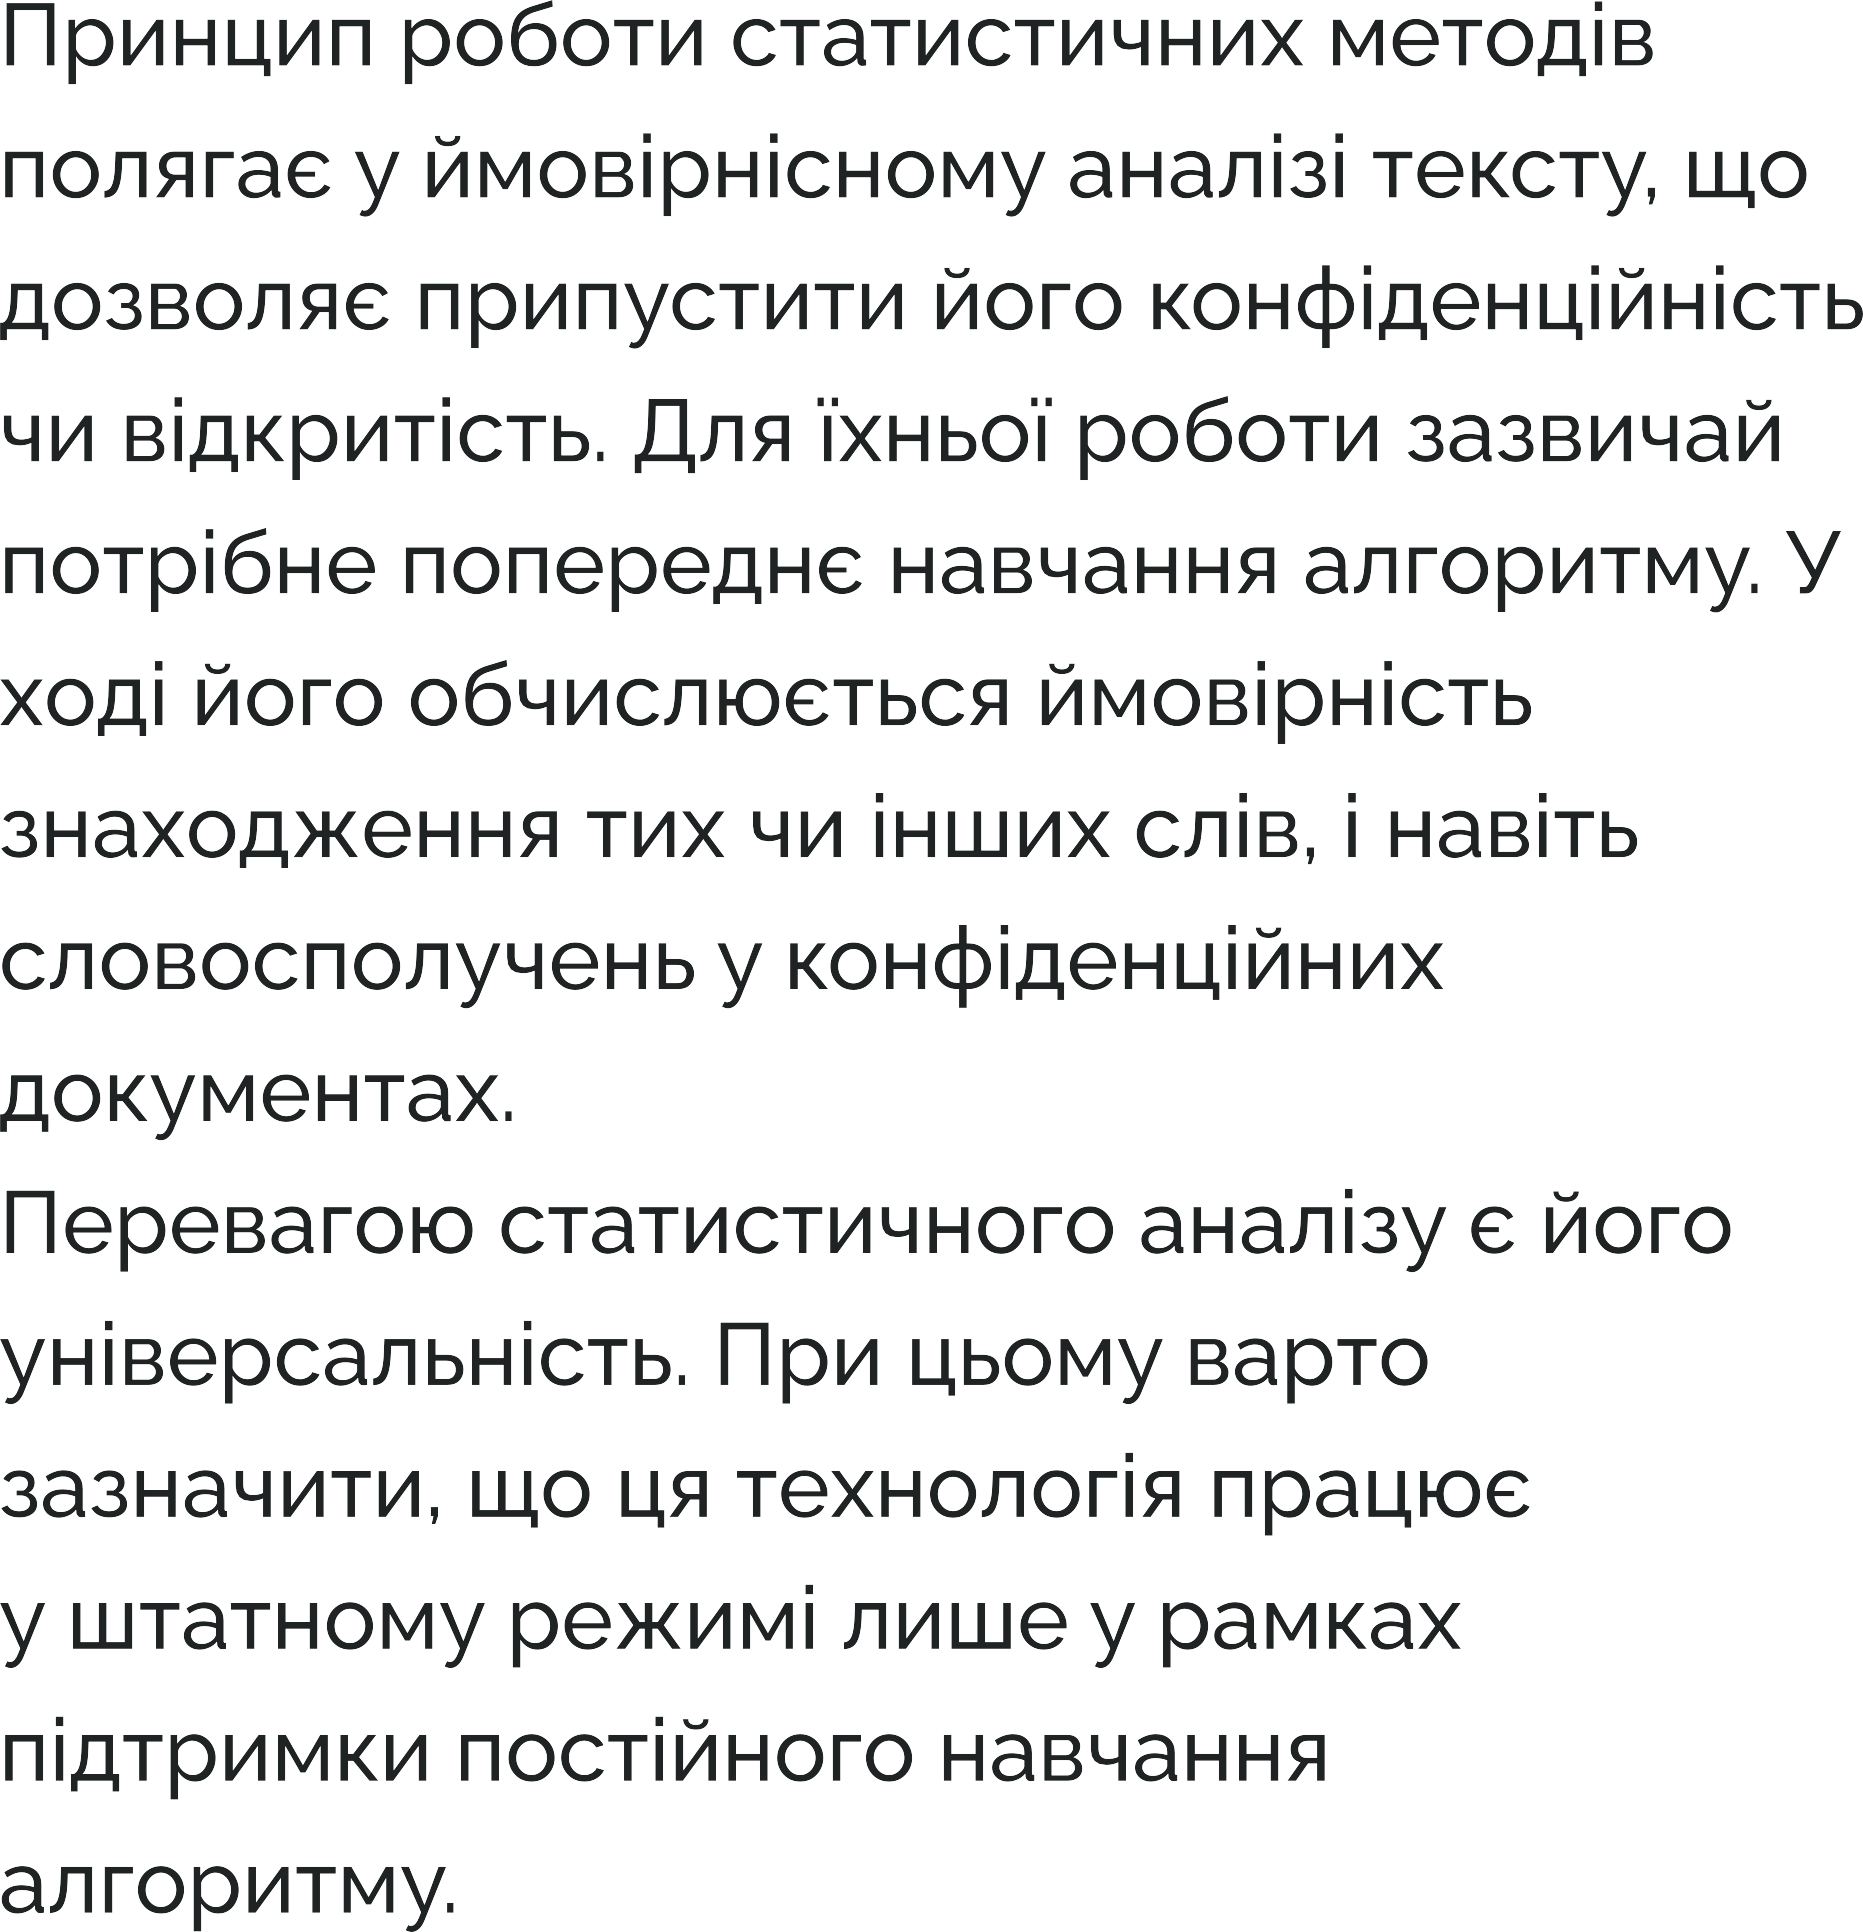 Принцип роботи статистичних методів
полягає у ймовірнісному аналізі тексту, що
дозволяє припустити його конфіденційність
чи відкритість. Для їхньої роботи зазвичай
потрібне попереднє навчання алгоритму. У
ході його обчислюється ймовірність
знаходження тих чи інших слів, і навіть
словосполучень у конфіденційних
документах.
Перевагою статистичного аналізу є його
універсальність. При цьому варто
зазначити, що ця технологія працює
у штатному режимі лише у рамках
підтримки постійного навчання
алгоритму.